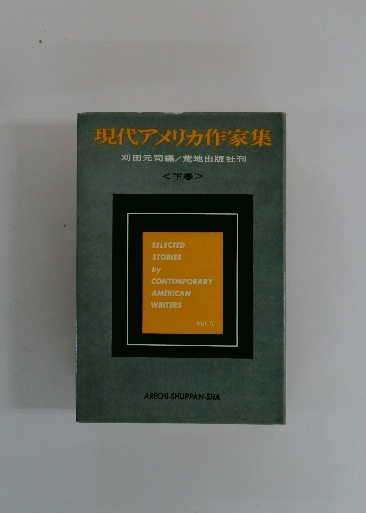 現代アメリカ作家集
刈田元司編/荒地出版社刊
<下巻>
SELECTED
STORIES
by
CONTEMPORARY
AMERICAN
WRITERS
Vol. II
ARECHI-SHUPPAN-SHA